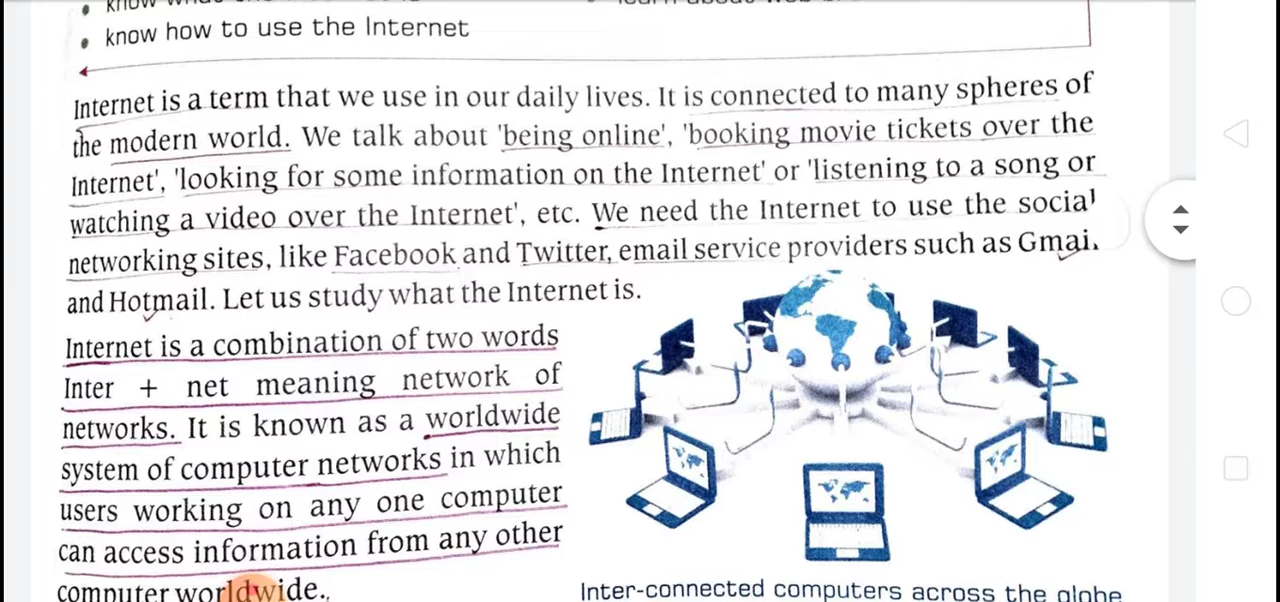 • know how to use the Internet
Internet is a term that we use in our daily lives. It is connected to many spheres of
the modern world. We talk about 'being online', 'booking movie tickets over the
Internet', 'looking for some information on the Internet' or 'listening to a song or
watching a video over the Internet', etc. We need the Internet to use the social
networking sites, like Facebook and Twitter, email service providers such as Gmai
and Hotmail. Let us study what the Internet is.
Internet is a combination of two words
Inter + net meaning network of
networks. It is known as a worldwide
system of computer networks in which
users working on any one computer
can access information from any other
computer worldwide.
Inter-connected computers across the globe